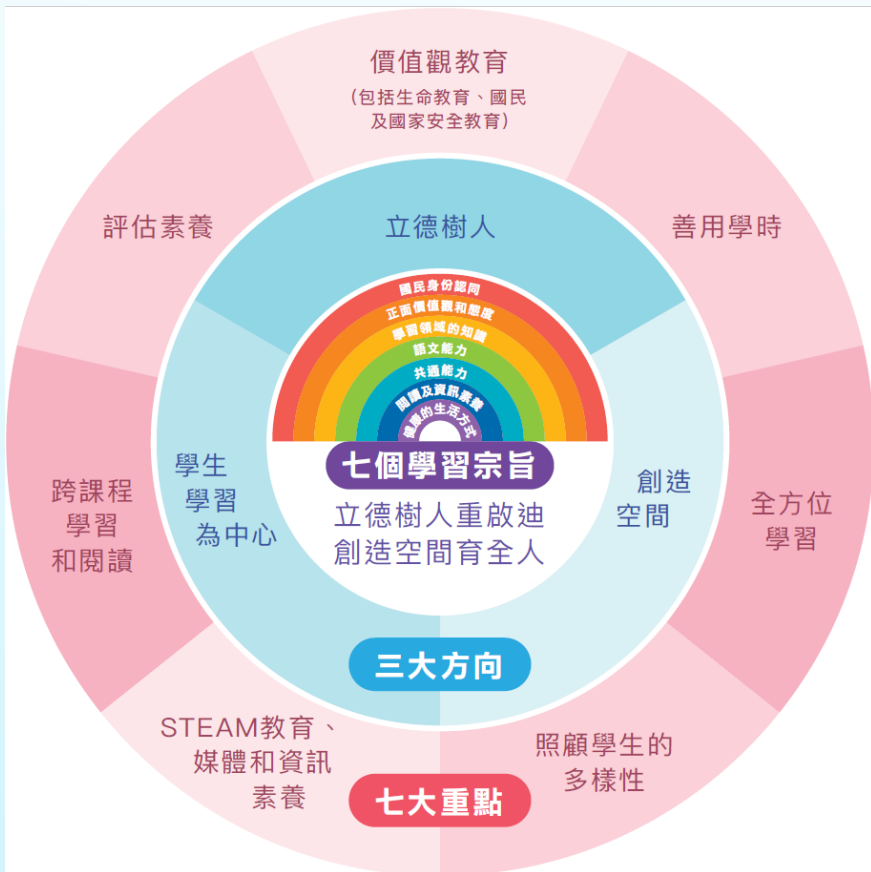 價值觀教育
(包括生命教育、國民
及國家安全教育)
評估素養
立德樹人
善用學時
國民身份認同
正面價值觀和態度
學習領域的知識
語文能力
共通能力
閱讀及資訊素養
健康的生活方式
七個學習宗旨
立德樹人重啟迪
創造空間育全人
學生
學習
為中心
創造
空間
跨課程
學習
和閱讀
全方位
學習
三大方向
STEAM教育、
媒體和資訊
素養
照顧學生的
多樣性
七大重點